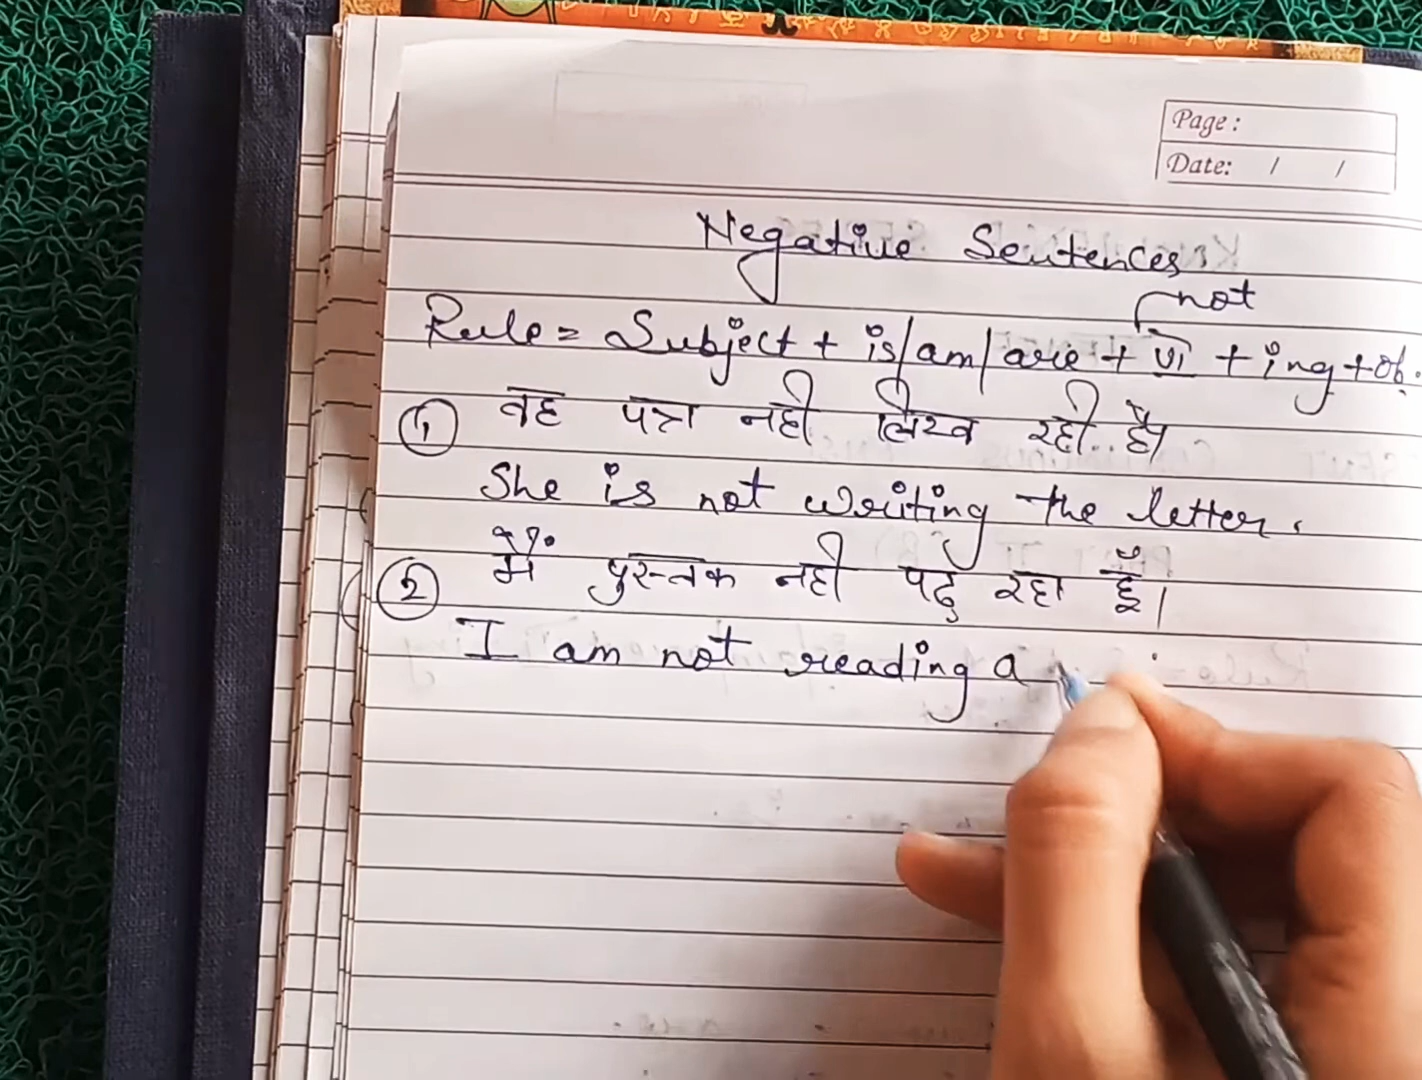 Page :
Date: / /
Negative Sentences
not
Rule = Subject + is/am/are + v1 + ing + ob.
① वह पत्र नही लिख रही है।
She is not writing the letter.
② मैं पुस्तक नही पढ़ रहा हूँ।
I am not reading a